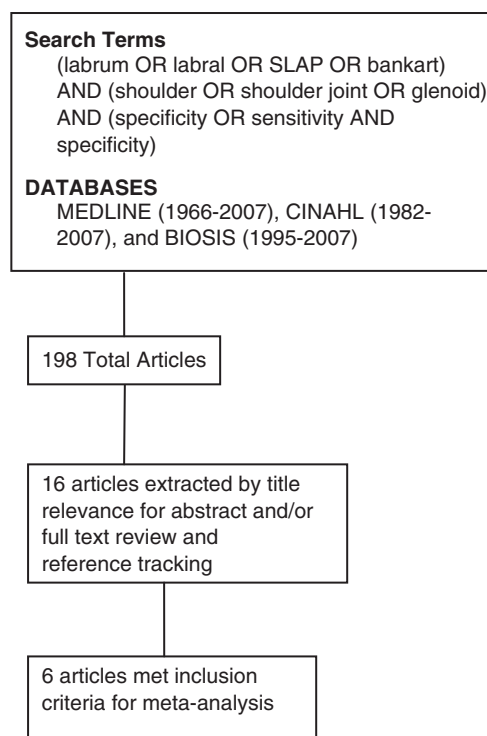 Search Terms
(labrum OR labral OR SLAP OR bankart)
AND (shoulder OR shoulder joint OR glenoid)
AND (specificity OR sensitivity AND
specificity)
DATABASES
MEDLINE (1966-2007), CINAHL (1982-
2007), and BIOSIS (1995-2007)
198 Total Articles
16 articles extracted by title
relevance for abstract and/or
full text review and
reference tracking
6 articles met inclusion
criteria for meta-analysis